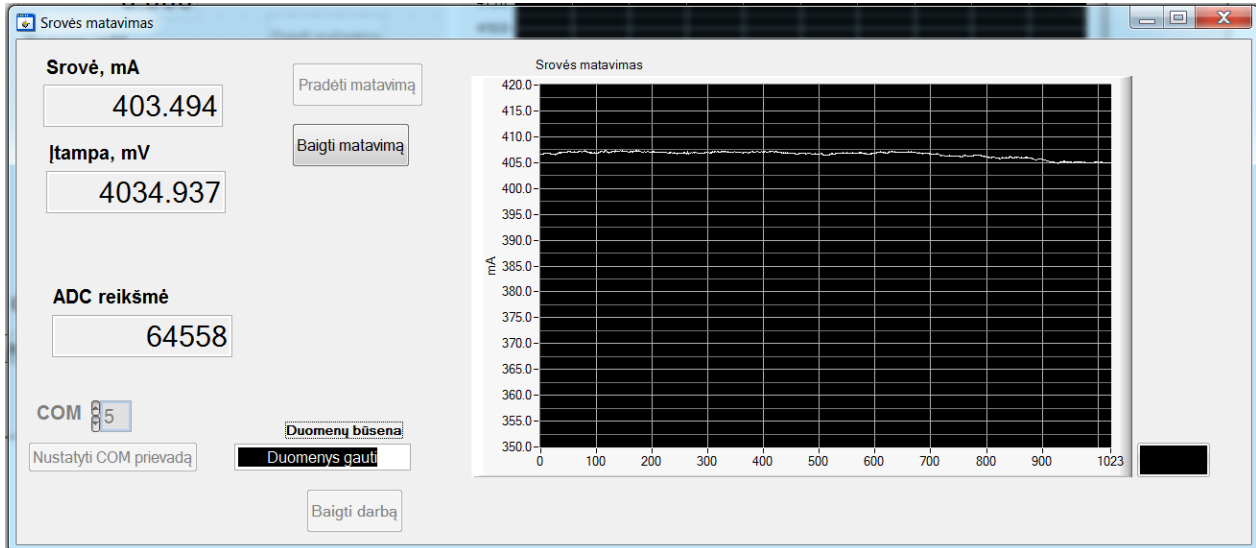 Srovės matavimas
Srovė, mA
403.494
Pradėti matavimą
Įtampa, mV
4034.937
Baigti matavimą
ADC reikšmė
64558
COM 5
Nustatyti COM prievadą
Duomenų būsena
Duomenys gauti
Baigti darbą
Srovės matavimas
420.0
415.0
410.0
405.0
400.0
395.0
390.0
mA
385.0
380.0
375.0
370.0
365.0
360.0
355.0
350.0
0 100 200 300 400 500 600 700 800 900 1023